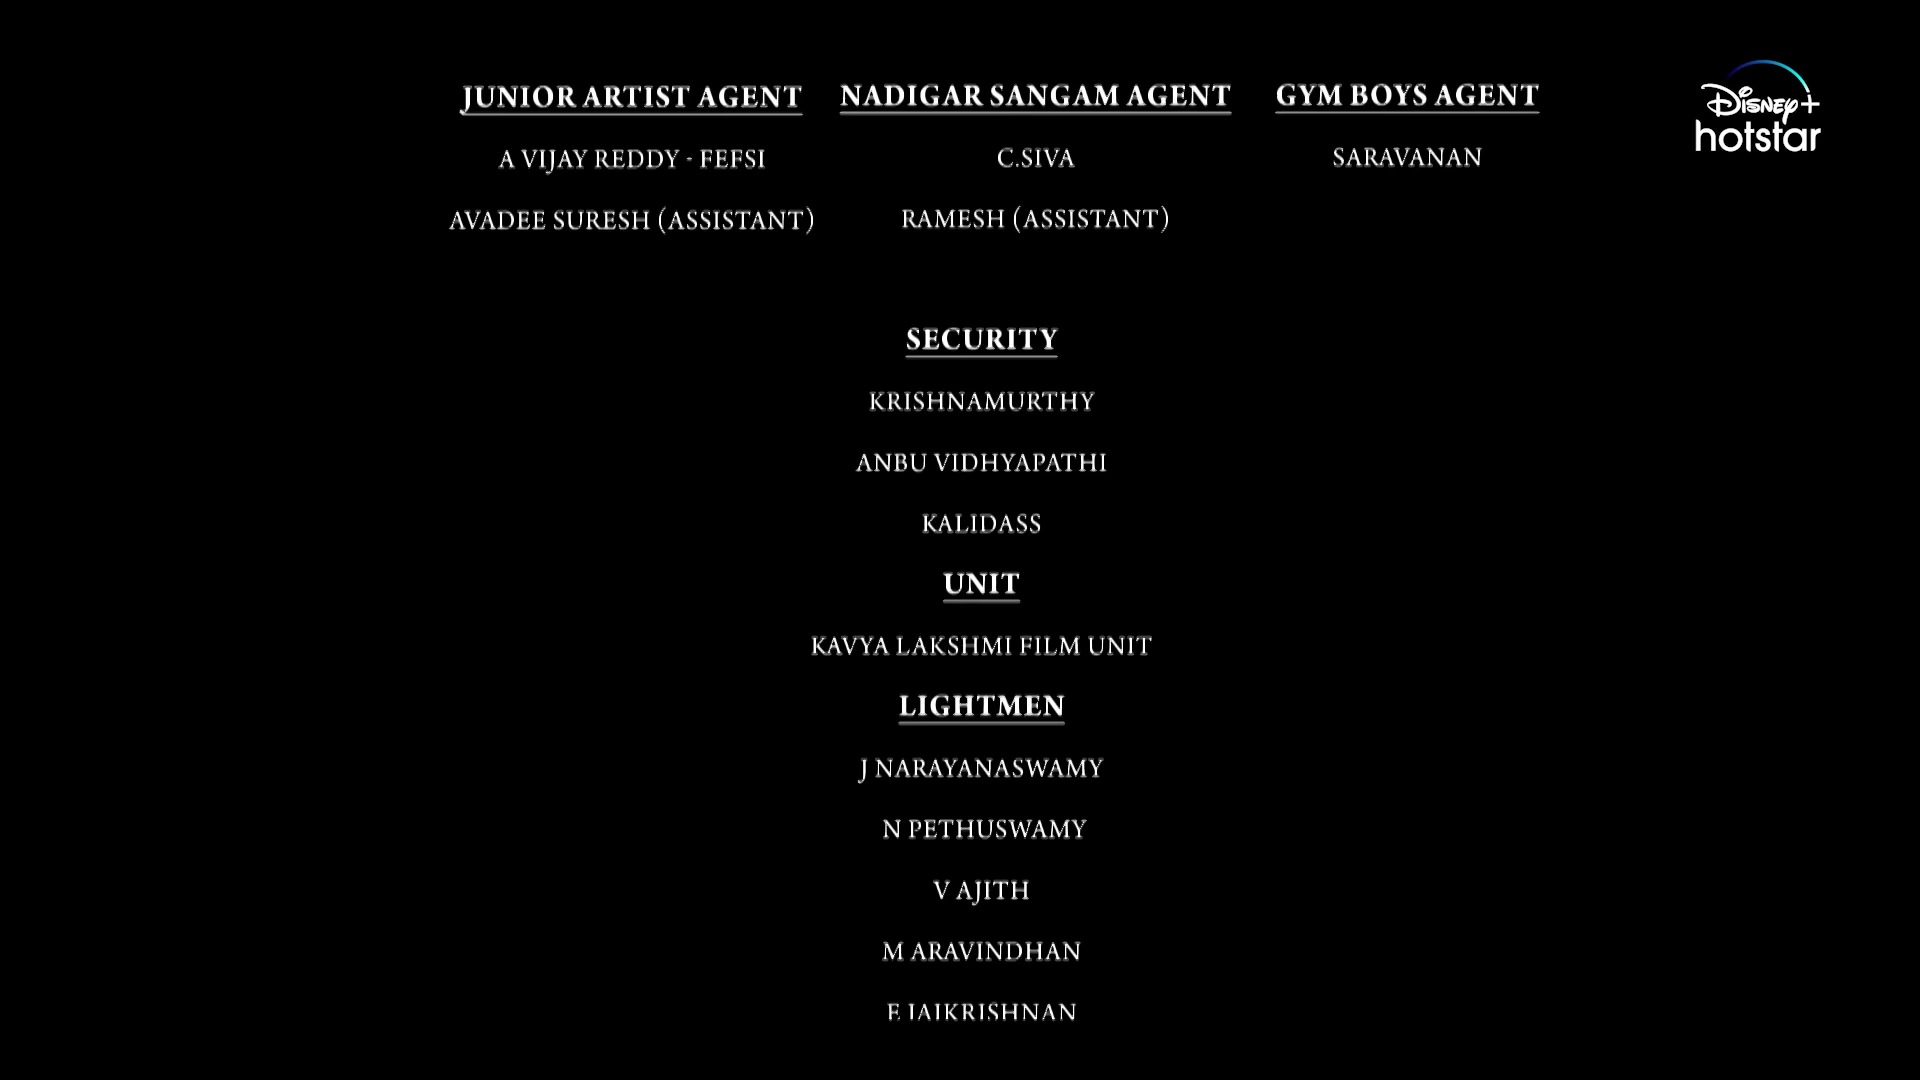 JUNIOR ARTIST AGENT NADIGAR SANGAM AGENT GYM BOYS AGENT
A VIJAY REDDY - FEFSI C.SIVA SARAVANAN
AVADEE SURESH (ASSISTANT) RAMESH (ASSISTANT)
Disney+
hotstar
SECURITY
KRISHNAMURTHY
ANBU VIDHYAPATHI
KALIDASS
UNIT
KAVYA LAKSHMI FILM UNIT
LIGHTMEN
J NARAYANASWAMY
N PETHUSWAMY
V AJITH
M ARAVINDHAN
E JAIKRISHNAN